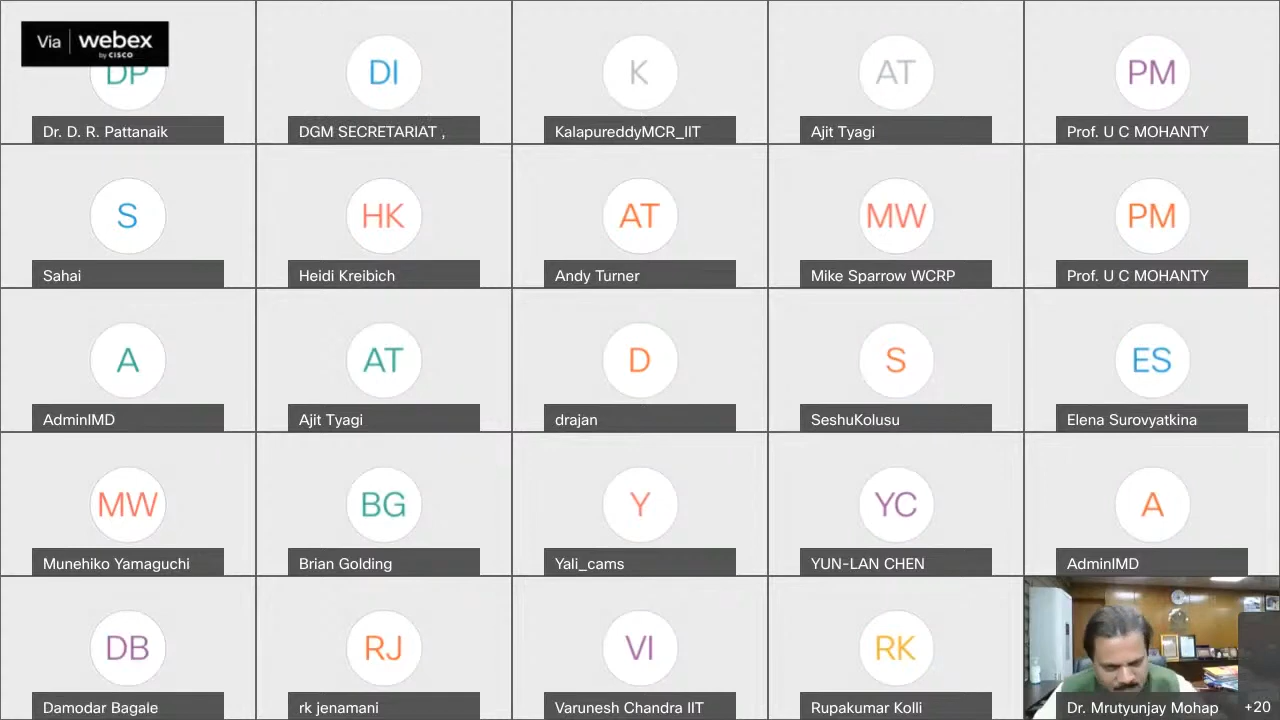 Via webex
by CISCO
DP
DI
K
AT
PM
Dr. D. R. Pattanaik
DGM SECRETARIAT ,
KalapureddyMCR_IIT
Ajit Tyagi
Prof. U C MOHANTY
S
HK
AT
MW
PM
Sahai
Heidi Kreibich
Andy Turner
Mike Sparrow WCRP
Prof. U C MOHANTY
A
AT
D
S
ES
AdminIMD
Ajit Tyagi
drajan
SeshuKolusu
Elena Surovyatkina
MW
BG
Y
YC
A
Munehiko Yamaguchi
Brian Golding
Yali_cams
YUN-LAN CHEN
AdminIMD
DB
RJ
VI
RK
Damodar Bagale
rk jenamani
Varunesh Chandra IIT
Rupakumar Kolli
Dr. Mrutyunjay Mohap
+20